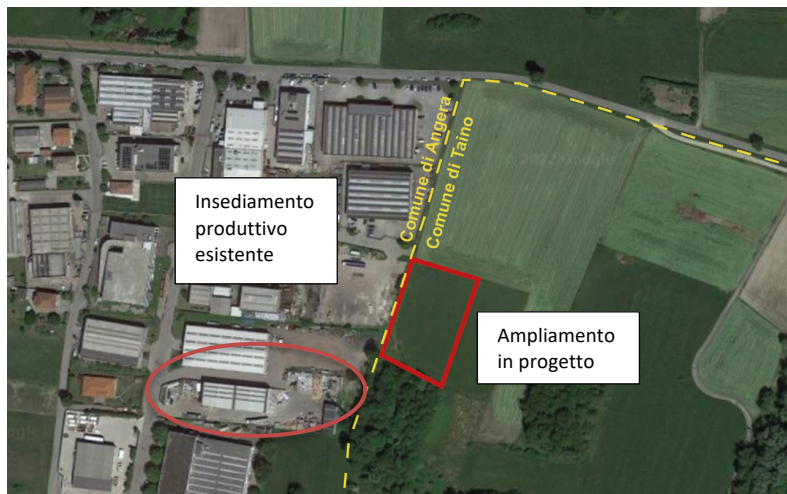 Comune di Angera
Comune di Taino
Insediamento
produttivo
esistente
Ampliamento
in progetto